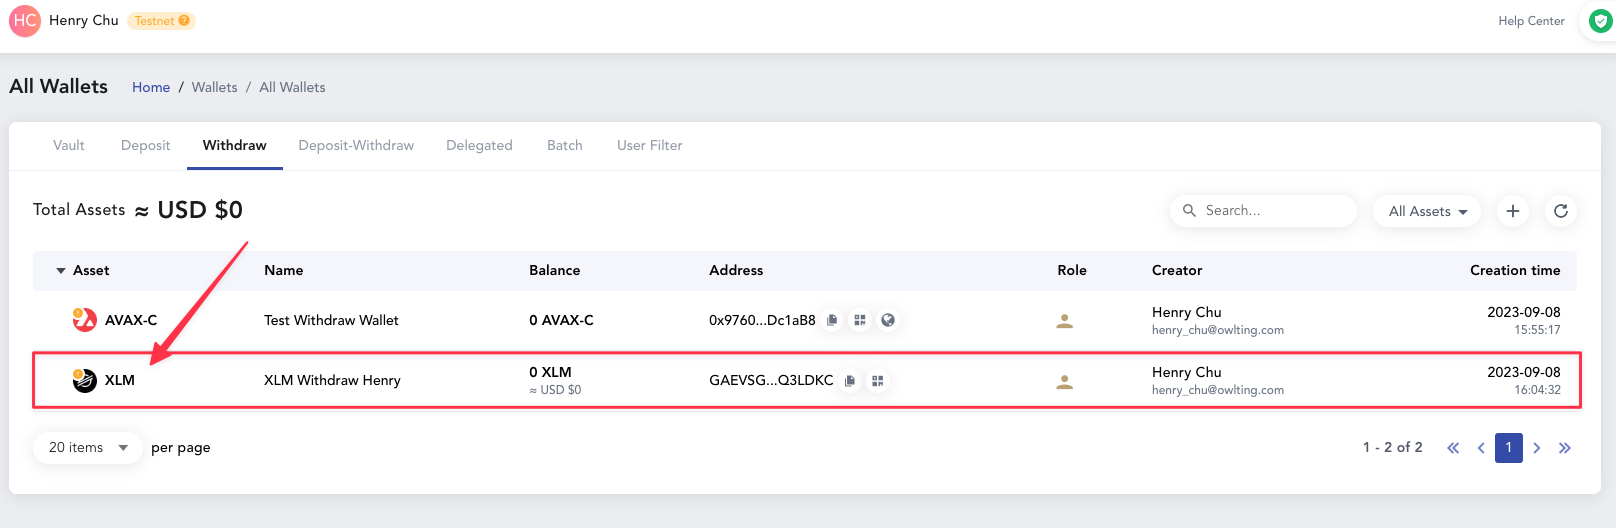 HC Henry Chu Testnet ? Help Center
All Wallets Home / Wallets / All Wallets
Vault Deposit Withdraw Deposit-Withdraw Delegated Batch User Filter
Total Assets ≈ USD $0 Search... All Assets
Asset Name Balance Address Role Creator Creation time
AVAX-C Test Withdraw Wallet 0 AVAX-C 0x9760...Dc1aB8 Henry Chu 2023-09-08
henry_chu@owlting.com 15:55:17
XLM XLM Withdraw Henry 0 XLM GAEVSG...Q3LDKC Henry Chu 2023-09-08
≈ USD $0 henry_chu@owlting.com 16:04:32
20 items per page 1 - 2 of 2 « ‹ 1 › »